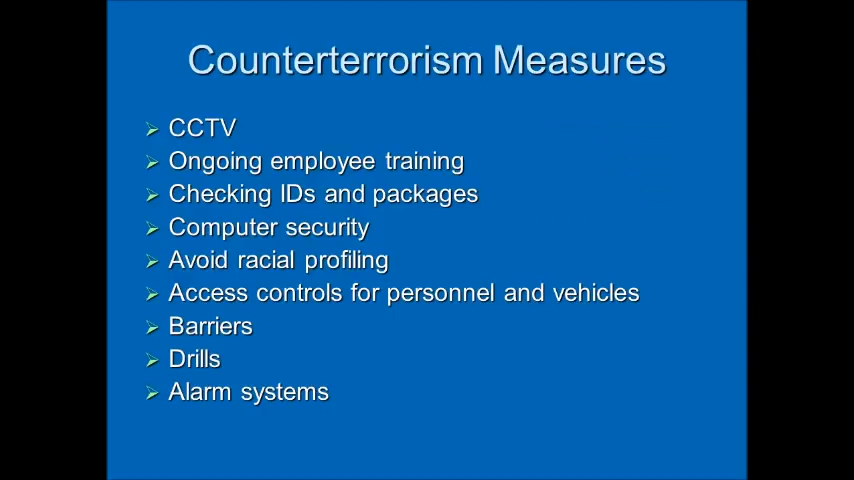 Counterterrorism Measures
CCTV
Ongoing employee training
Checking IDs and packages
Computer security
Avoid racial profiling
Access controls for personnel and vehicles
Barriers
Drills
Alarm systems